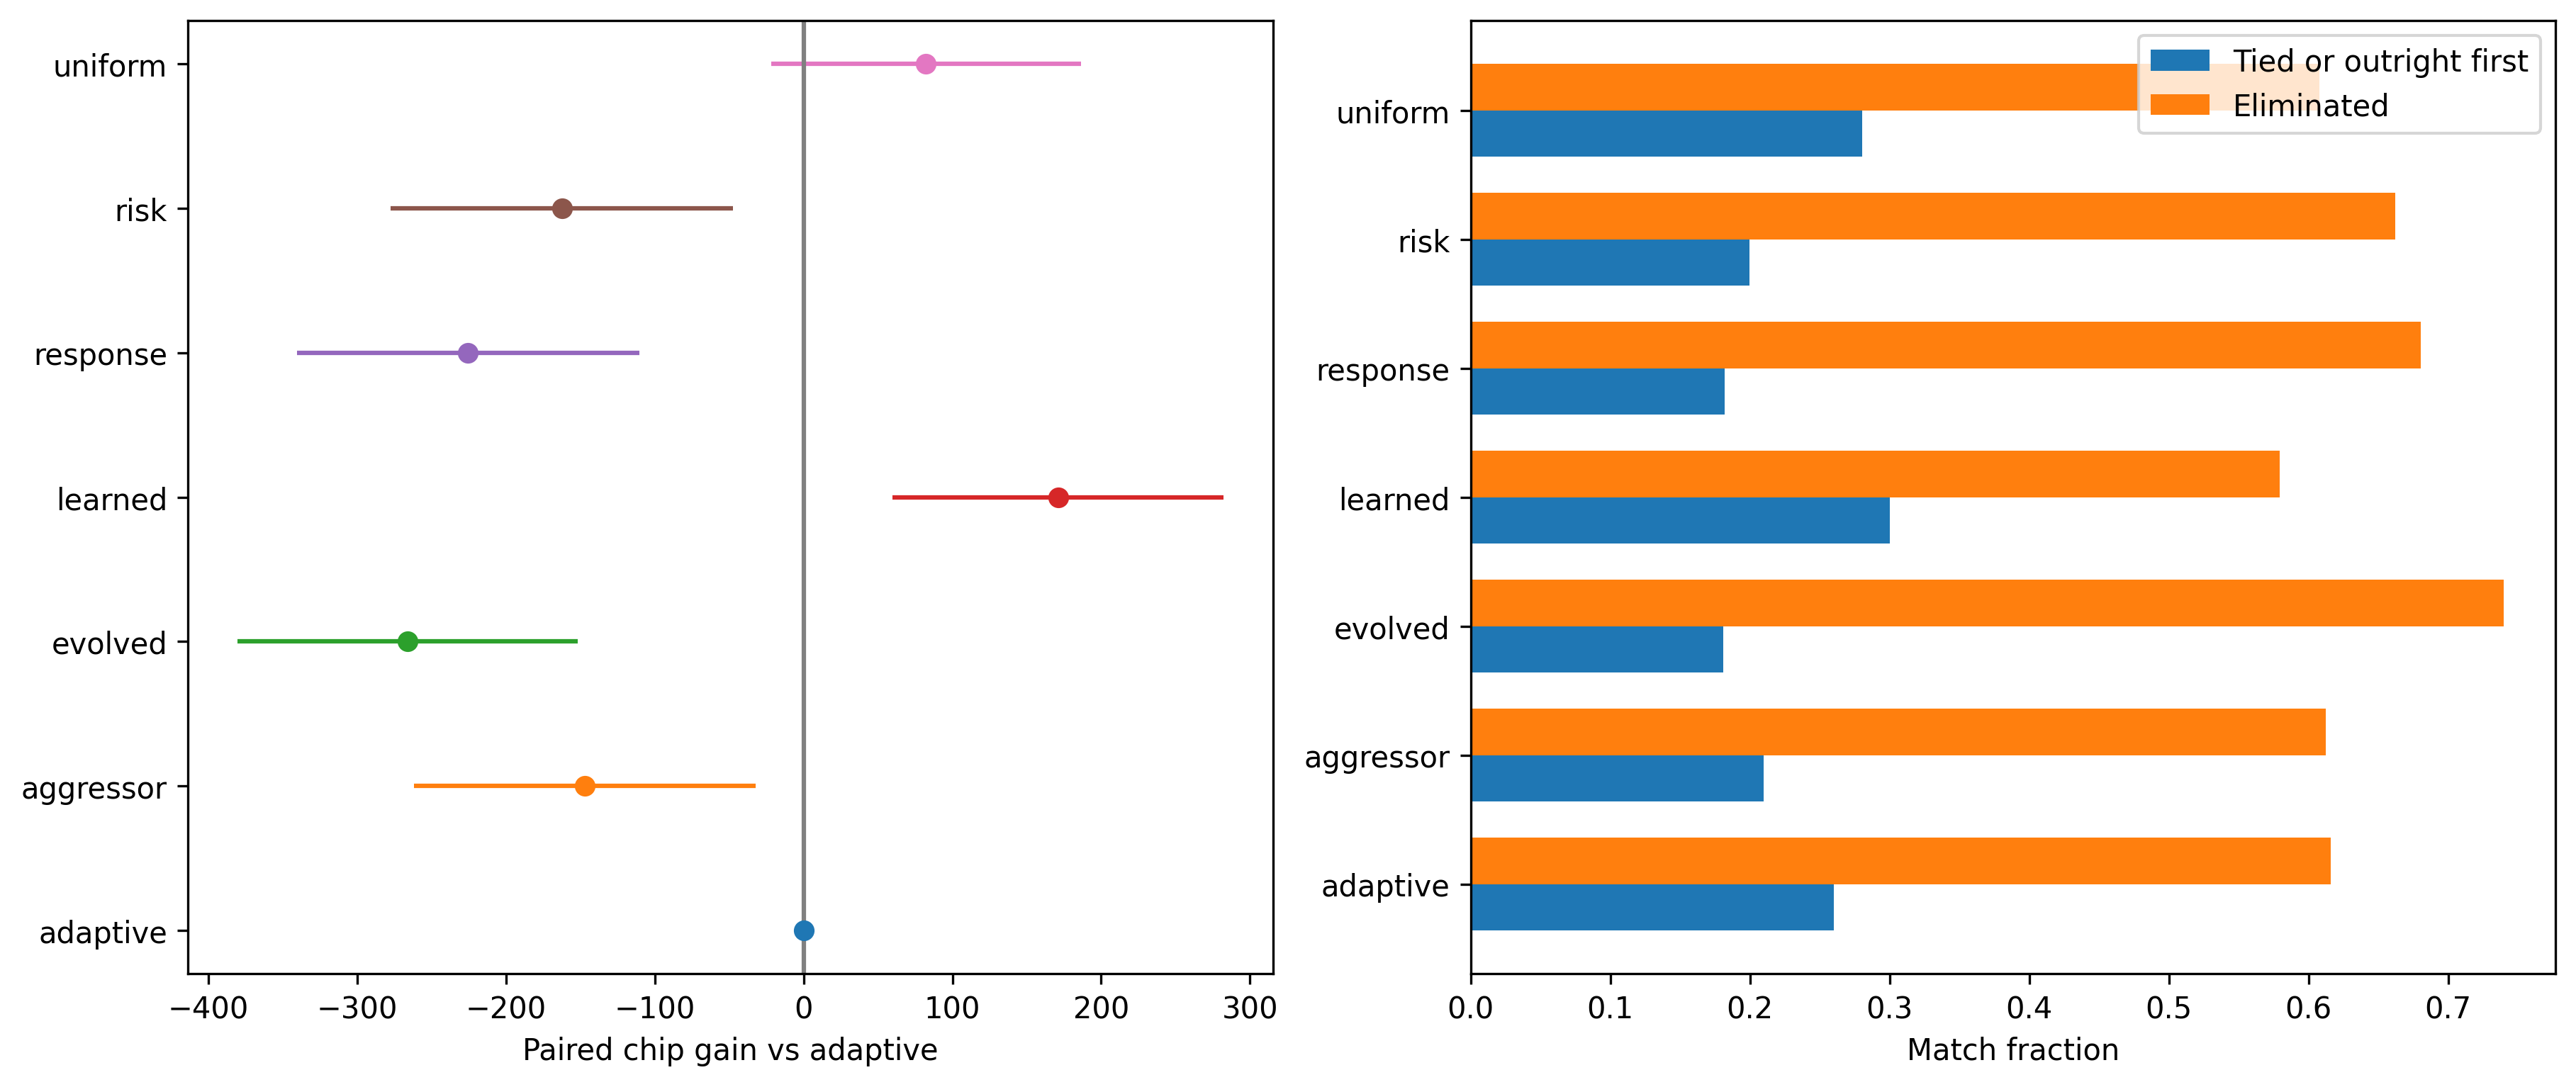 uniform
risk
response
learned
evolved
aggressor
adaptive
−400 −300 −200 −100 0 100 200 300
Paired chip gain vs adaptive
Tied or outright first
Eliminated
uniform
risk
response
learned
evolved
aggressor
adaptive
0.0 0.1 0.2 0.3 0.4 0.5 0.6 0.7
Match fraction